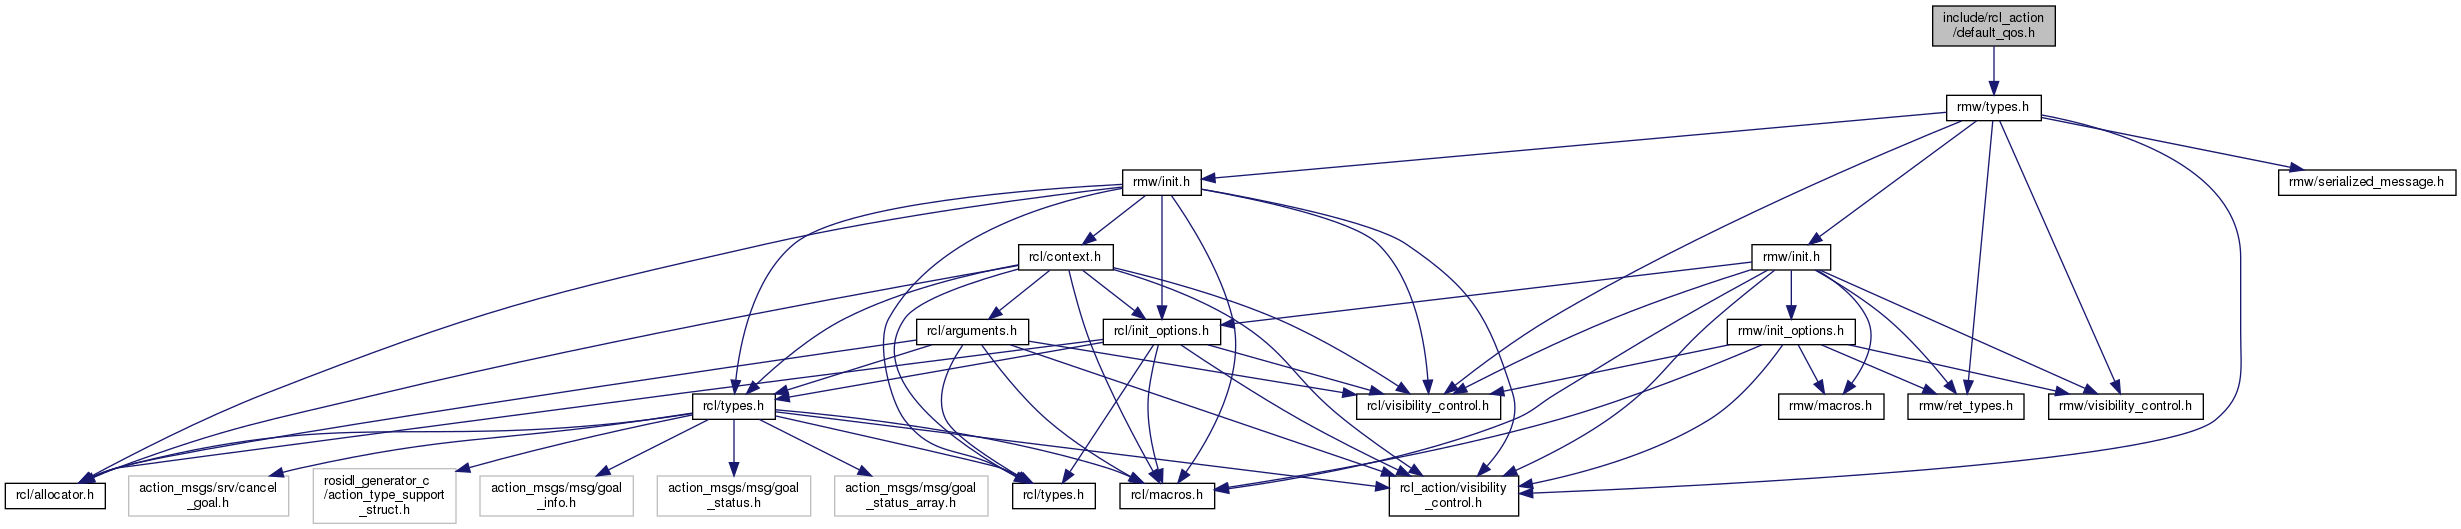 include/rcl_action
/default_qos.h
rmw/types.h
rmw/init.h
rmw/serialized_message.h
rcl/context.h
rmw/init.h
rcl/arguments.h
rcl/init_options.h
rmw/init_options.h
rcl/types.h
rcl/visibility_control.h
rmw/macros.h
rmw/ret_types.h
rmw/visibility_control.h
rcl/allocator.h
action_msgs/srv/cancel
_goal.h
rosidl_generator_c
/action_type_support
_struct.h
action_msgs/msg/goal
_info.h
action_msgs/msg/goal
_status.h
action_msgs/msg/goal
_status_array.h
rcl/types.h
rcl/macros.h
rcl_action/visibility
_control.h